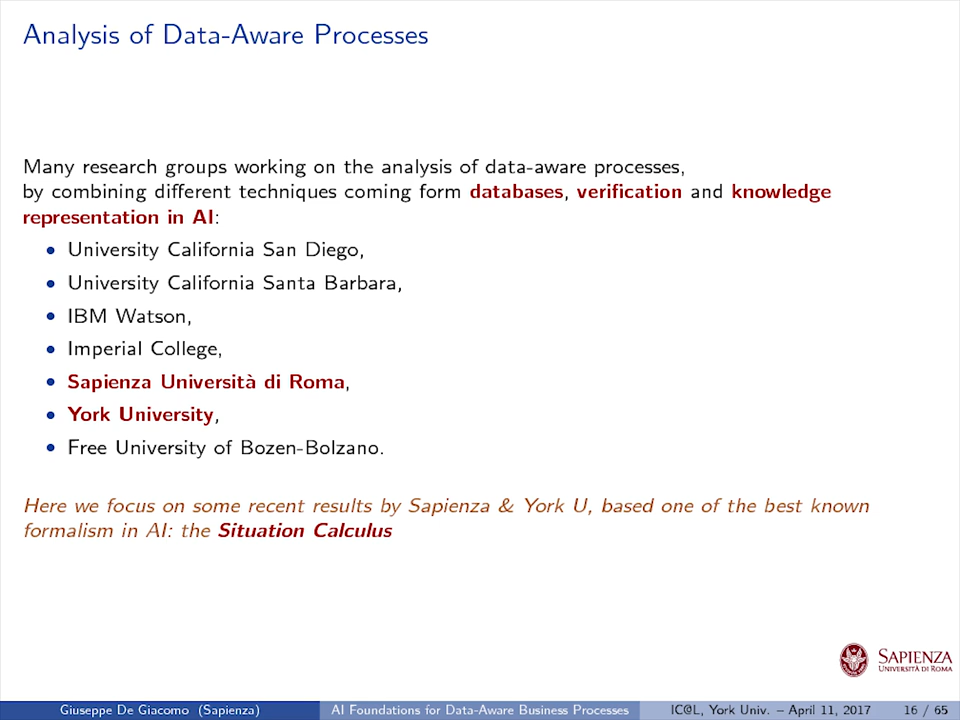 Analysis of Data-Aware Processes
Many research groups working on the analysis of data-aware processes,
by combining different techniques coming form databases, verification and knowledge
representation in AI:
• University California San Diego,
• University California Santa Barbara,
• IBM Watson,
• Imperial College,
• Sapienza Università di Roma,
• York University,
• Free University of Bozen-Bolzano.
Here we focus on some recent results by Sapienza & York U, based one of the best known
formalism in AI: the Situation Calculus
SAPIENZA
UNIVERSITÀ DI ROMA
Giuseppe De Giacomo (Sapienza) AI Foundations for Data-Aware Business Processes IC@L, York Univ. – April 11, 2017 16 / 65